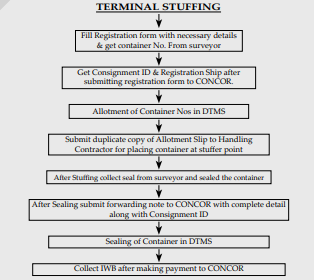 TERMINAL STUFFING
Fill Registration form with necessary details
& get container No. From surveyor
Get Consignment ID & Registration Ship after
submitting registration form to CONCOR.
Allotment of Container Nos in DTMS
Submit duplicate copy of Allotment Slip to Handling
Contractor for placing container at stuffer point
After Stuffing collect seal from surveyor and sealed the container
After Sealing submit forwarding note to CONCOR with complete detail
along with Consignment ID
Sealing of Container in DTMS
Collect IWB after making payment to CONCOR